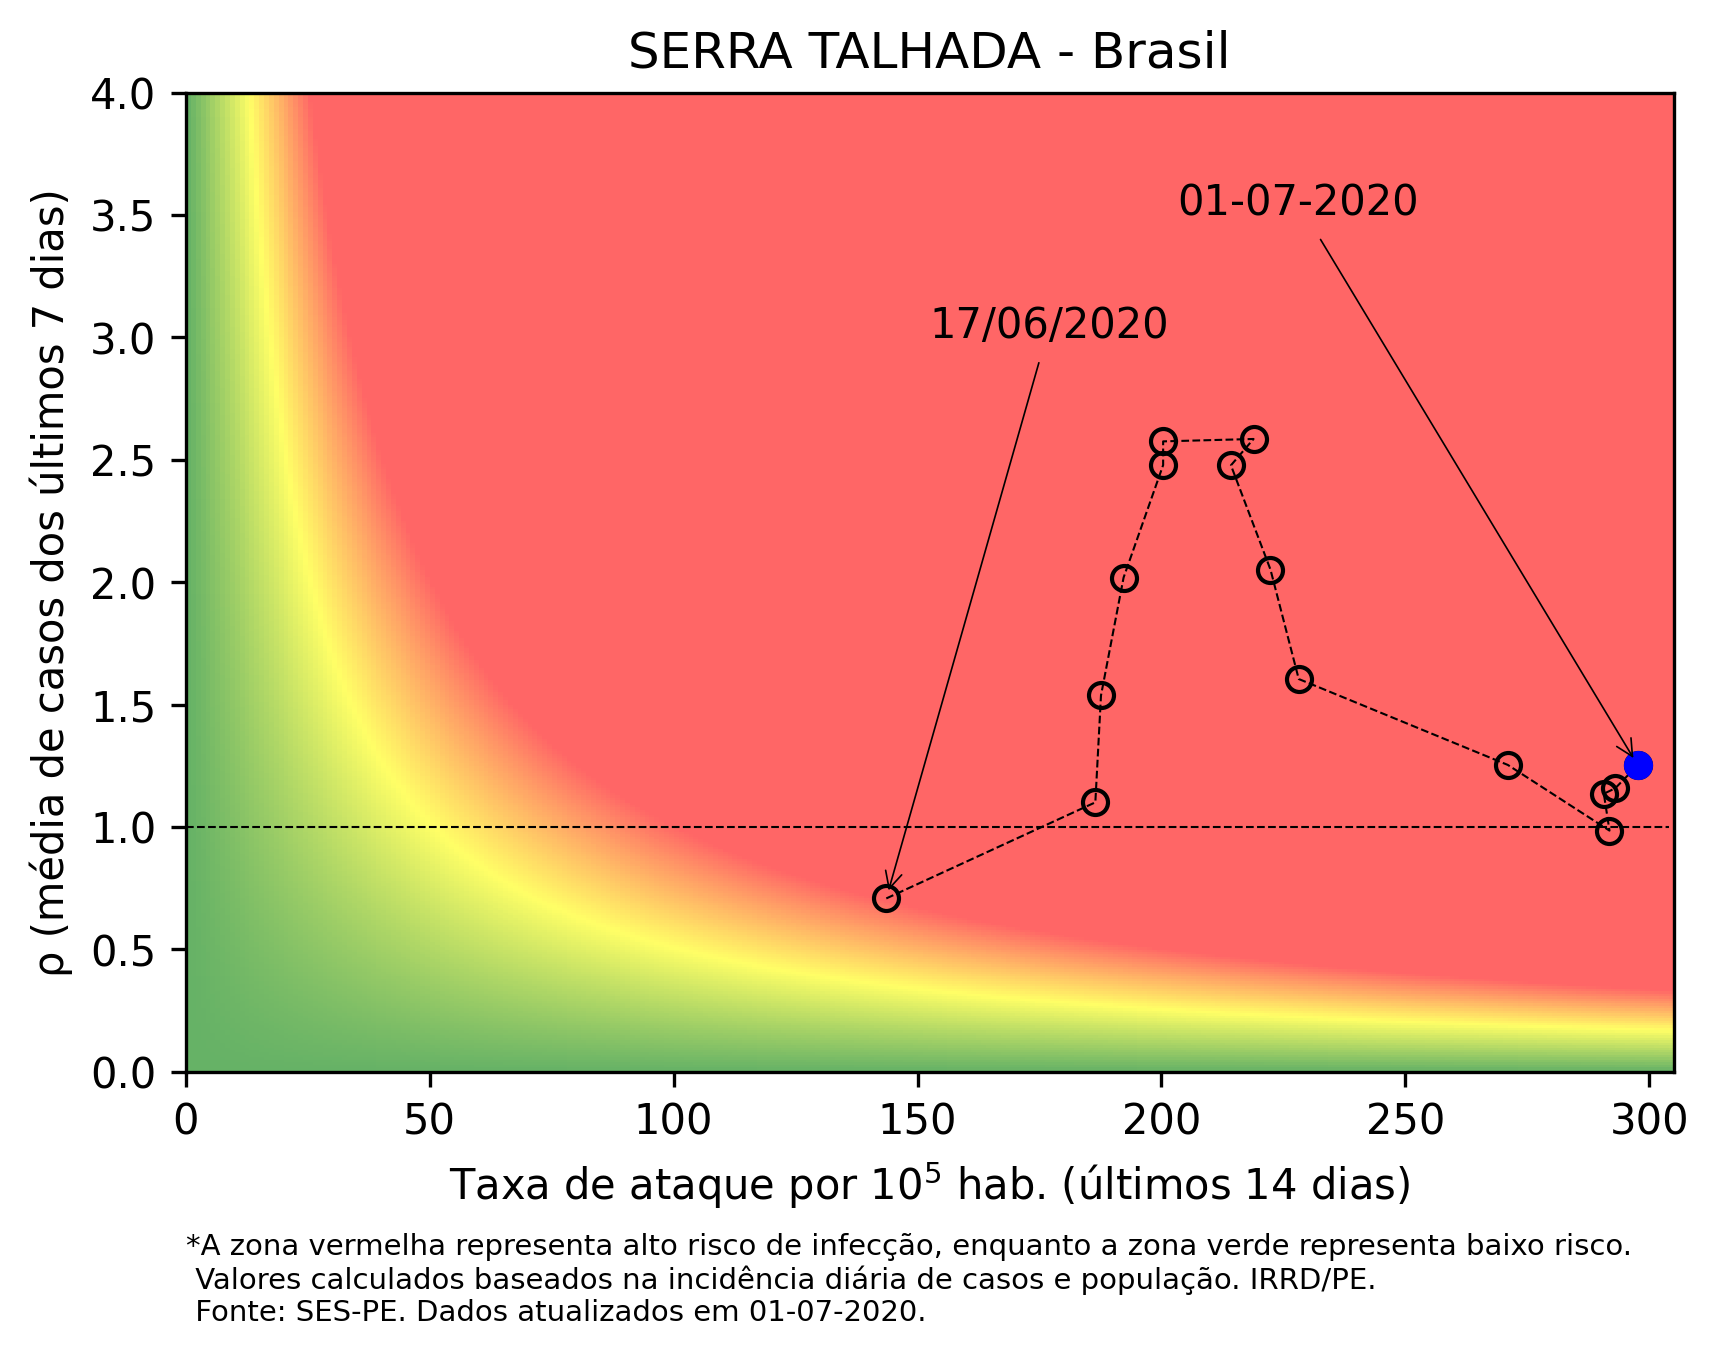 SERRA TALHADA - Brasil
4.0
3.5
3.0
2.5
2.0
1.5
1.0
0.5
0.0
ρ (média de casos dos últimos 7 dias)
01-07-2020
17/06/2020
0 50 100 150 200 250 300
Taxa de ataque por 10⁵ hab. (últimos 14 dias)
*A zona vermelha representa alto risco de infecção, enquanto a zona verde representa baixo risco.
Valores calculados baseados na incidência diária de casos e população. IRRD/PE.
Fonte: SES-PE. Dados atualizados em 01-07-2020.